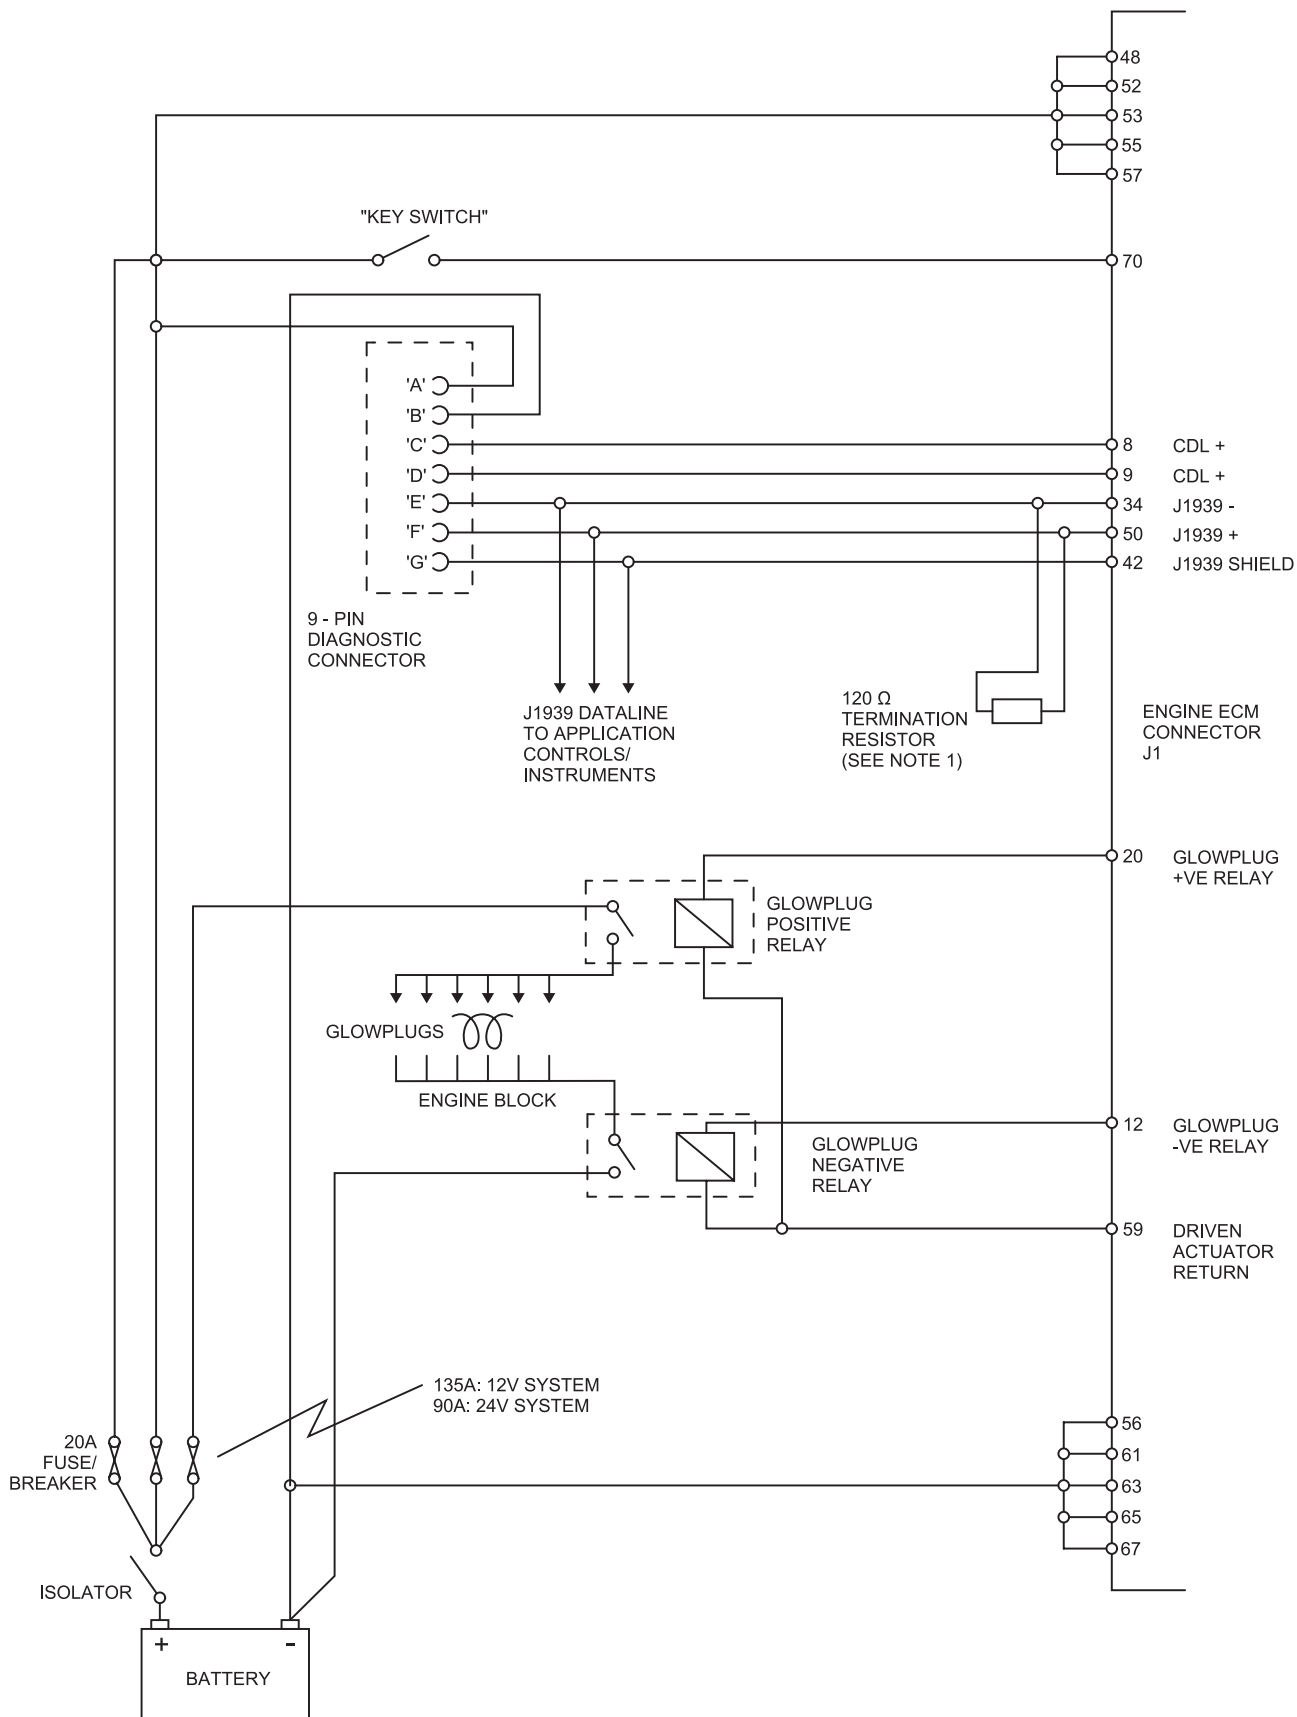 48
52
53
55
57
"KEY SWITCH"
70
'A'
'B'
'C'
8 CDL +
'D'
9 CDL +
'E'
34 J1939 -
'F'
50 J1939 +
'G'
42 J1939 SHIELD
9 - PIN
DIAGNOSTIC
CONNECTOR
J1939 DATALINE
TO APPLICATION
CONTROLS/
INSTRUMENTS
120 Ω
TERMINATION
RESISTOR
(SEE NOTE 1)
ENGINE ECM
CONNECTOR
J1
20 GLOWPLUG
+VE RELAY
GLOWPLUG
POSITIVE
RELAY
GLOWPLUGS
ENGINE BLOCK
12 GLOWPLUG
-VE RELAY
GLOWPLUG
NEGATIVE
RELAY
59 DRIVEN
ACTUATOR
RETURN
135A: 12V SYSTEM
90A: 24V SYSTEM
20A
FUSE/
BREAKER
56
61
63
65
67
ISOLATOR
+ -
BATTERY